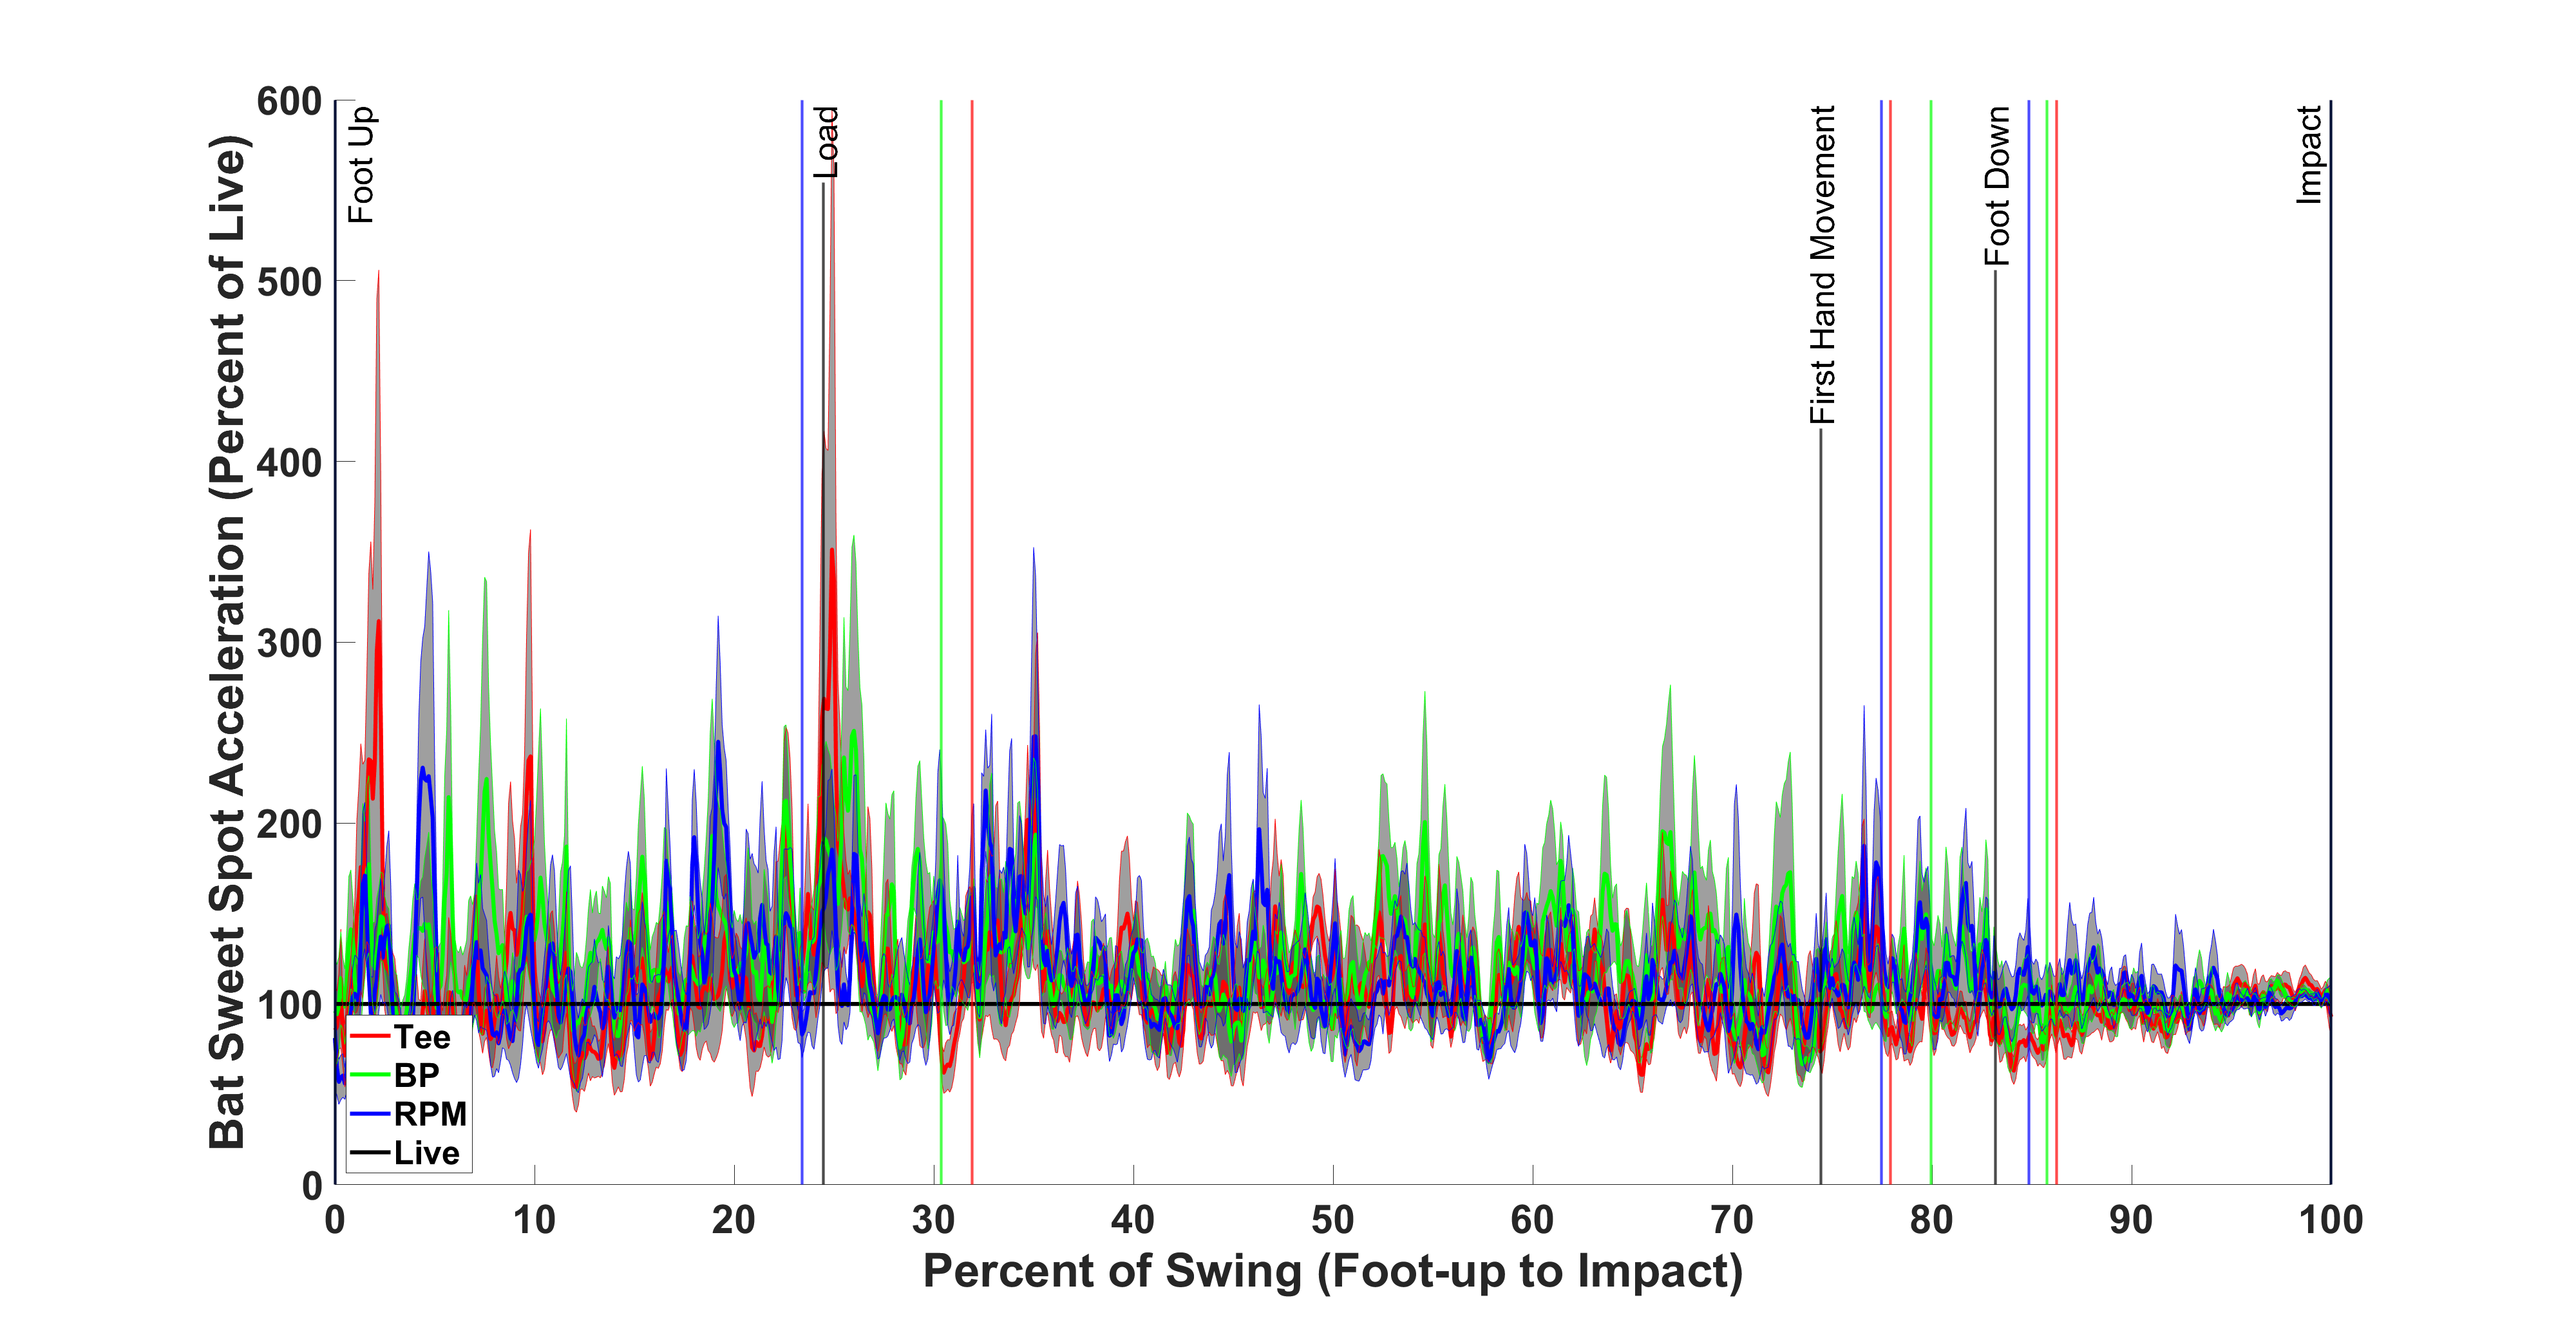 Bat Sweet Spot Acceleration (Percent of Live)
600
500
400
300
200
100
0
Foot Up
Load
First Hand Movement
Foot Down
Impact
Tee
BP
RPM
Live
0 10 20 30 40 50 60 70 80 90 100
Percent of Swing (Foot-up to Impact)